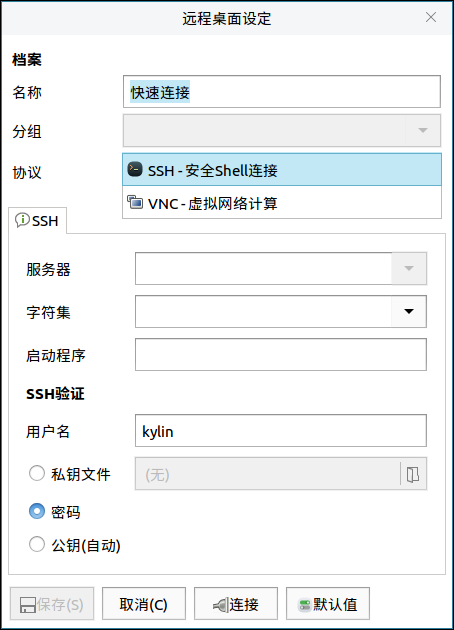 远程桌面设定
档案
名称 快速连接
分组
协议 SSH - 安全Shell连接
VNC - 虚拟网络计算
SSH
服务器
字符集
启动程序
SSH验证
用户名 kylin
私钥文件 (无)
密码
公钥(自动)
保存(S) 取消(C) 连接 默认值